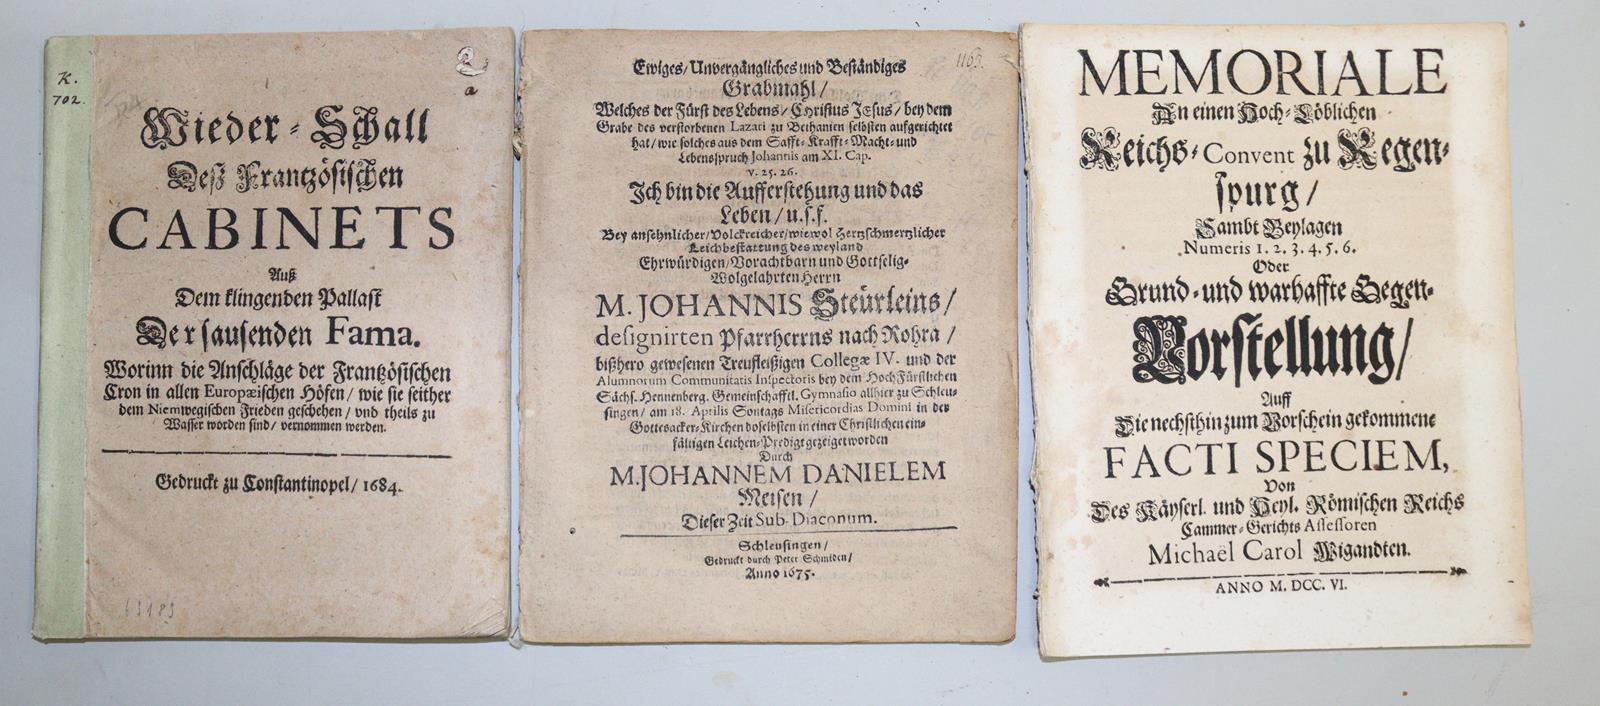 K.
702.
2
a
Wieder-Schall
Deß Frantzösischen
CABINETS
Auß
Dem klingenden Pallast
Der sausenden Fama.
Worinn die Anschläge der Frantzösischen
Cron in allen Europæischen Höfen/ wie sie seither
dem Niemwegischen Frieden geschehen/ vnd theils zu
Wasser worden sind/ vernommen werden.
Gedruckt zu Constantinopel/ 1684.
63183
1163.
Ewiges/Unvergängliches und Beständiges
Grabmahl/
Welches der Fürst des Lebens/Christus JEsus/bey dem
Grabe des verstorbenen Lazari zu Bethanien selbsten aufgerichtet
hat/wie solches aus dem Safft-Krafft-Macht-und
Lebensspruch Johannis am XI. Cap.
v. 25. 26.
Ich bin die Aufferstehung und das
Leben/u.s.f.
Bey ansehnlicher/Volckreicher/wiewol Hertzschmertzlicher
Leichbestattung des weyland
Ehrwürdigen/Vorachtbarn und Gottselig-
Wolgelahrten Herrn
M. JOHANNIS Steürleins/
designirten Pfarrherrns nach Rohra/
bißhero gewesenen Treufleißigen Collegæ IV. und der
Alumnorum Communitatis Inspectoris bey dem HochFürstlichen
Sächs. Hennenberg. Gemeinschafftl. Gymnasio allhier zu Schleu-
singen/am 18. Aprilis Sontags Misericordias Domini in der
Gottesacker-Kirchen doselbsten in einer Christlichen ein-
fältigen Leichen-Predigt gezeiget worden
Durch
M. JOHANNEM DANIELEM
Meisen/
Dieser Zeit Sub-Diaconum.
Schleusingen/
Gedruckt durch Peter Schmiden/
Anno 1675.
MEMORIALE
An einen Hoch-Löblichen
Reichs-Convent zu Regen-
spurg/
Sambt Beylagen
Numeris 1. 2. 3. 4. 5. 6.
Oder
Grund-und warhaffte Gegen-
Vorstellung/
Auff
Die nechsthin zum Vorschein gekommene
FACTI SPECIEM,
Von
Des Käyserl. und Heyl. Römischen Reichs
Cammer-Gerichts Assessoren
Michaël Carol Wigandten.
ANNO M. DCC. VI.